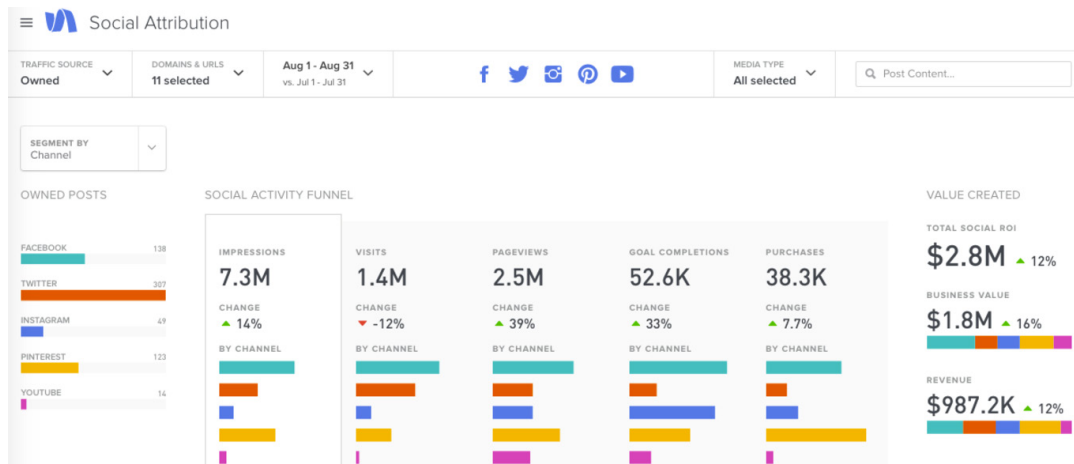 Social Attribution
TRAFFIC SOURCE
Owned
DOMAINS & URLS
11 selected
Aug 1 - Aug 31
vs. Jul 1 - Jul 31
MEDIA TYPE
All selected
Post Content...
SEGMENT BY
Channel
OWNED POSTS
FACEBOOK 138
TWITTER 307
INSTAGRAM 49
PINTEREST 123
YOUTUBE 14
SOCIAL ACTIVITY FUNNEL
IMPRESSIONS
7.3M
CHANGE
14%
BY CHANNEL
VISITS
1.4M
CHANGE
-12%
BY CHANNEL
PAGEVIEWS
2.5M
CHANGE
39%
BY CHANNEL
GOAL COMPLETIONS
52.6K
CHANGE
33%
BY CHANNEL
PURCHASES
38.3K
CHANGE
7.7%
BY CHANNEL
VALUE CREATED
TOTAL SOCIAL ROI
$2.8M 12%
BUSINESS VALUE
$1.8M 16%
REVENUE
$987.2K 12%